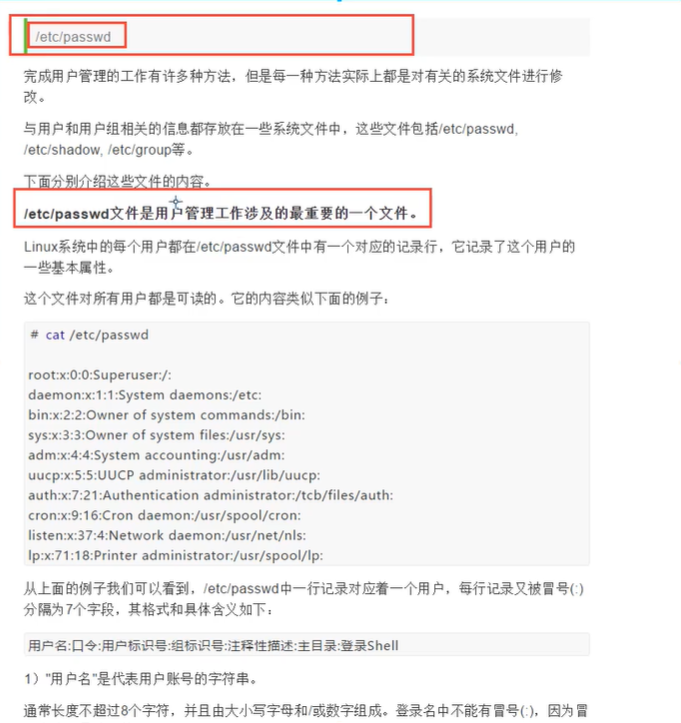 /etc/passwd
完成用户管理的工作有许多种方法，但是每一种方法实际上都是对有关的系统文件进行修
改。
与用户和用户组相关的信息都存放在一些系统文件中，这些文件包括/etc/passwd,
/etc/shadow, /etc/group等。
下面分别介绍这些文件的内容。
/etc/passwd文件是用户管理工作涉及的最重要的一个文件。
Linux系统中的每个用户都在/etc/passwd文件中有一个对应的记录行，它记录了这个用户的
一些基本属性。
这个文件对所有用户都是可读的。它的内容类似下面的例子：
# cat /etc/passwd
root:x:0:0:Superuser:/:
daemon:x:1:1:System daemons:/etc:
bin:x:2:2:Owner of system commands:/bin:
sys:x:3:3:Owner of system files:/usr/sys:
adm:x:4:4:System accounting:/usr/adm:
uucp:x:5:5:UUCP administrator:/usr/lib/uucp:
auth:x:7:21:Authentication administrator:/tcb/files/auth:
cron:x:9:16:Cron daemon:/usr/spool/cron:
listen:x:37:4:Network daemon:/usr/net/nls:
lp:x:71:18:Printer administrator:/usr/spool/lp:
从上面的例子我们可以看到，/etc/passwd中一行记录对应着一个用户，每行记录又被冒号(:)
分隔为7个字段，其格式和具体含义如下：
用户名:口令:用户标识号:组标识号:注释性描述:主目录:登录Shell
1）"用户名"是代表用户账号的字符串。
通常长度不超过8个字符，并且由大小写字母和/或数字组成。登录名中不能有冒号(:)，因为冒